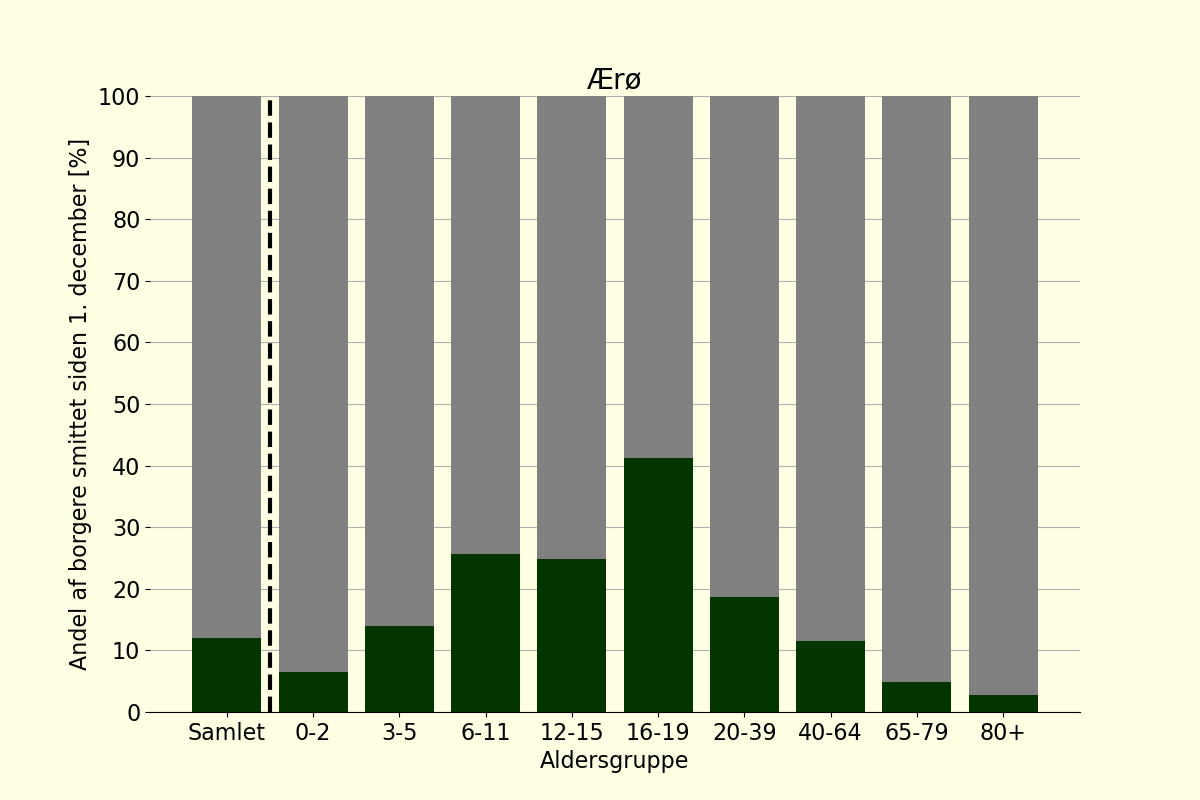 Ærø
Andel af borgere smittet siden 1. december [%]
100
90
80
70
60
50
40
30
20
10
0
Samlet 0-2 3-5 6-11 12-15 16-19 20-39 40-64 65-79 80+
Aldersgruppe